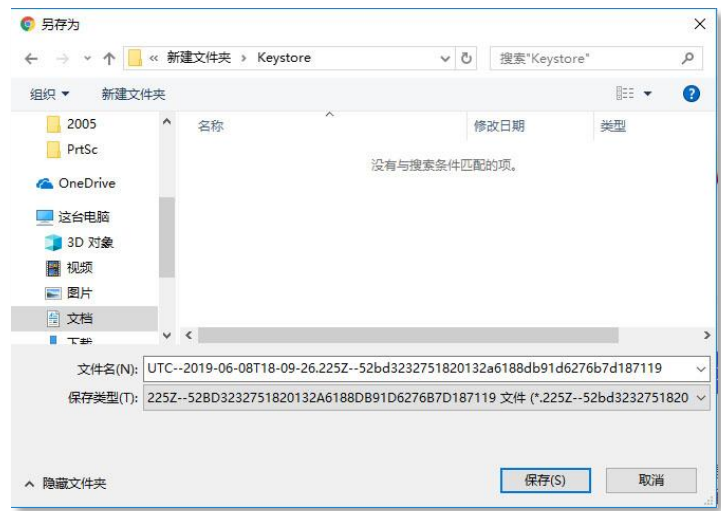 另存为
« 新建文件夹 › Keystore
搜索"Keystore"
组织
新建文件夹
2005
PrtSc
OneDrive
这台电脑
3D 对象
视频
图片
文档
下载
名称
修改日期
类型
没有与搜索条件匹配的项。
文件名(N): UTC--2019-06-08T18-09-26.225Z--52bd3232751820132a6188db91d6276b7d187119
保存类型(T): 225Z--52BD3232751820132A6188DB91D6276B7D187119 文件 (*.225Z--52bd3232751820
隐藏文件夹
保存(S)
取消